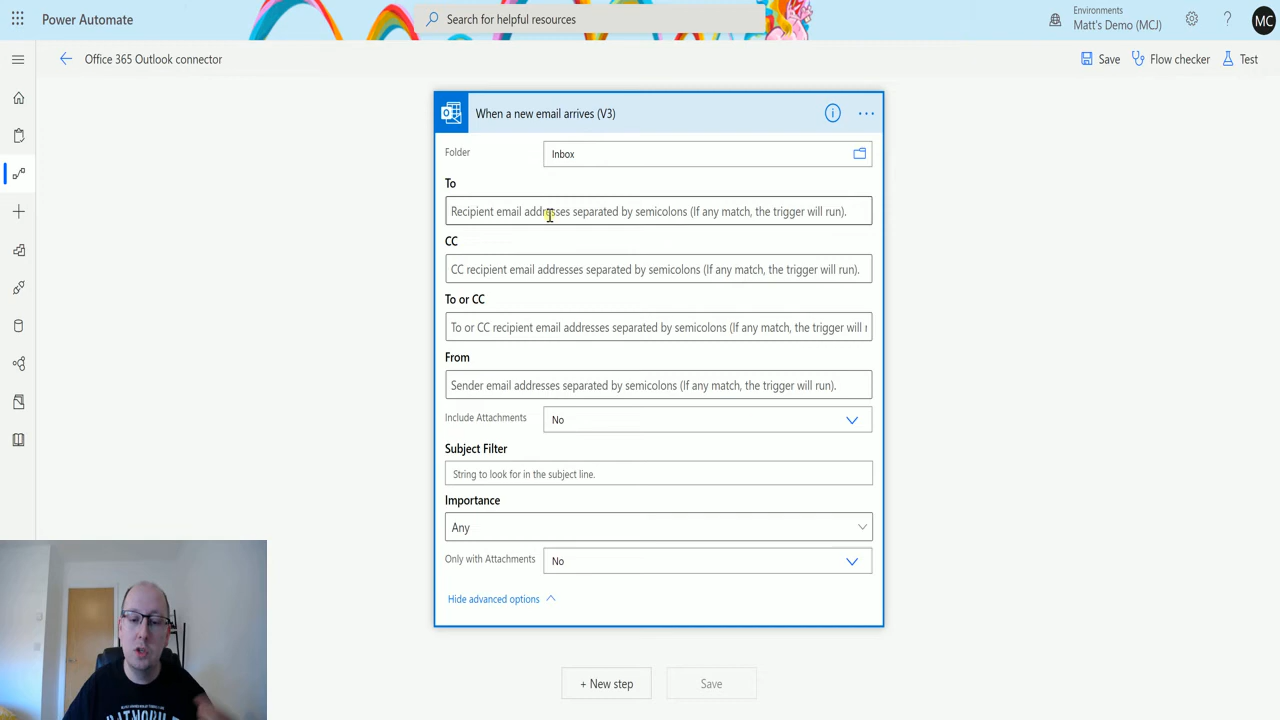 Power Automate
Search for helpful resources
Environments
Matt's Demo (MCJ)
MC
Office 365 Outlook connector
Save
Flow checker
Test
When a new email arrives (V3)
Folder
Inbox
To
Recipient email addresses separated by semicolons (If any match, the trigger will run).
CC
CC recipient email addresses separated by semicolons (If any match, the trigger will run).
To or CC
To or CC recipient email addresses separated by semicolons (If any match, the trigger will
From
Sender email addresses separated by semicolons (If any match, the trigger will run).
Include Attachments
No
Subject Filter
String to look for in the subject line.
Importance
Any
Only with Attachments
No
Hide advanced options
+ New step
Save